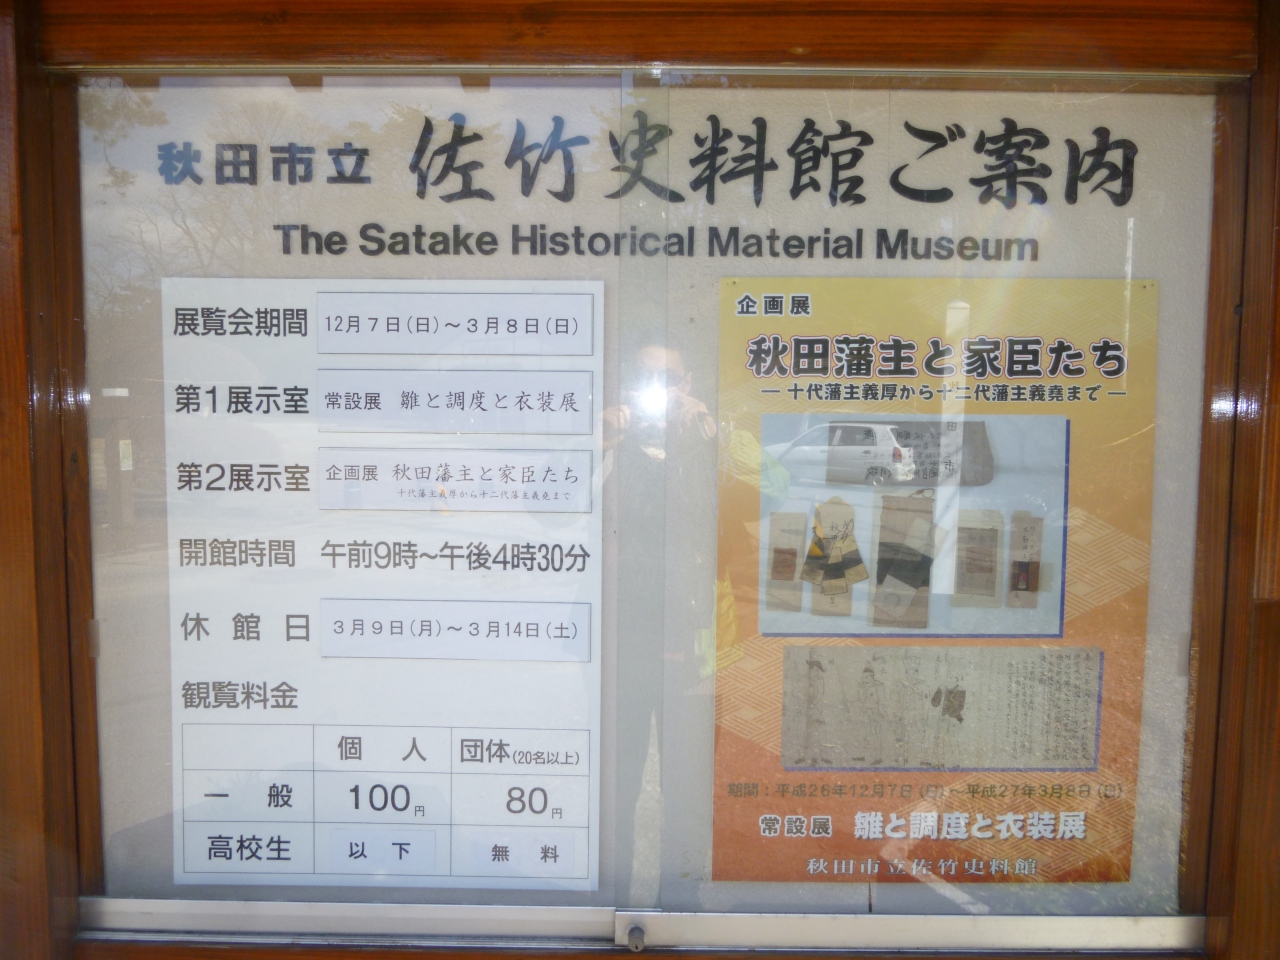 秋田市立 佐竹史料館ご案内
The Satake Historical Material Museum
展覧会期間 12月7日(日)～3月8日(日)
第1展示室 常設展 雛と調度と衣装展
第2展示室 企画展 秋田藩主と家臣たち
十代藩主義厚から十二代藩主義堯まで
開館時間 午前9時～午後4時30分
休館日 3月9日(月)～3月14日(土)
観覧料金
個人 団体(20名以上)
一般 100円 80円
高校生 以下 無料
企画展
秋田藩主と家臣たち
―十代藩主義厚から十二代藩主義堯まで―
期間：平成26年12月7日(日)～平成27年3月8日(日)
常設展 雛と調度と衣装展
秋田市立佐竹史料館